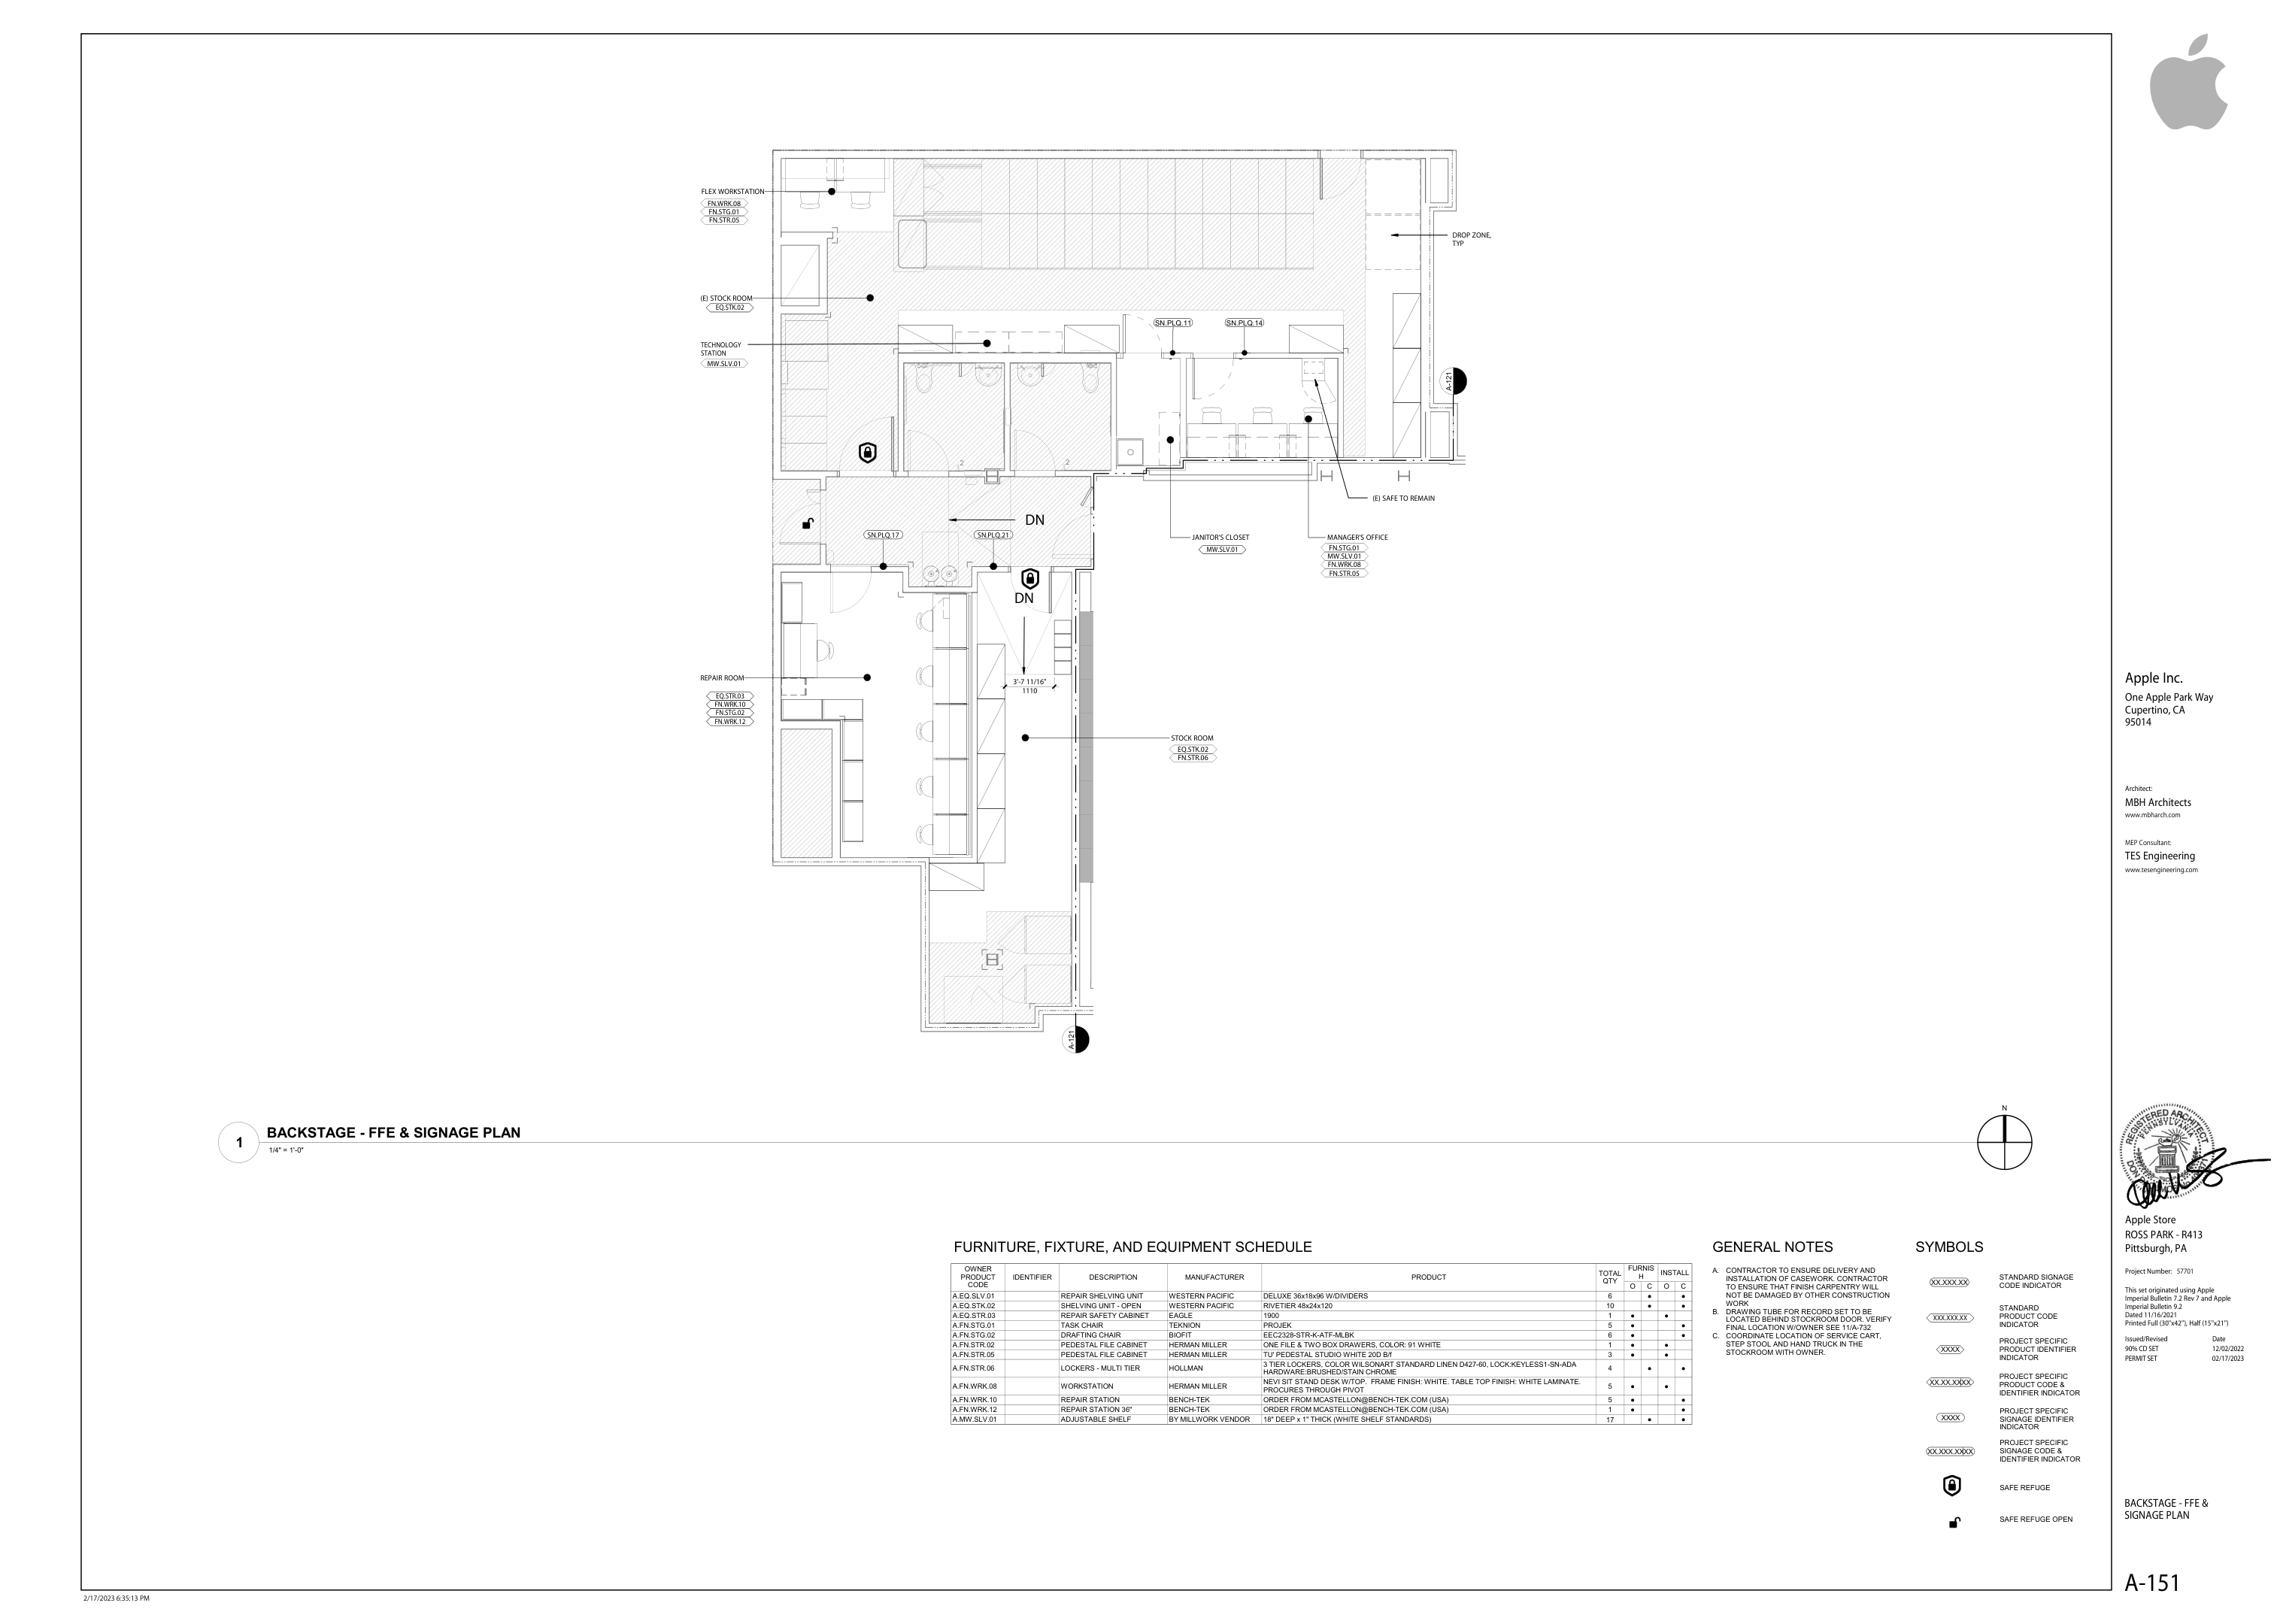 FLEX WORKSTATION
FN.WRK.08
FN.STG.01
FN.STR.05
DROP ZONE,
TYP
(E) STOCK ROOM
EQ.STK.02
SN.PLQ.11
SN.PLQ.14
TECHNOLOGY
STATION
MW.SLV.01
A-121
2
2
(E) SAFE TO REMAIN
DN
SN.PLQ.17
SN.PLQ.21
JANITOR'S CLOSET
MW.SLV.01
MANAGER'S OFFICE
FN.STG.01
MW.SLV.01
FN.WRK.08
FN.STR.05
DN
REPAIR ROOM
EQ.STR.03
FN.WRK.10
FN.STG.02
FN.WRK.12
3'-7 11/16"
1110
STOCK ROOM
EQ.STK.02
FN.STR.06
A-121
1
BACKSTAGE - FFE & SIGNAGE PLAN
1/4" = 1'-0"
N
FURNITURE, FIXTURE, AND EQUIPMENT SCHEDULE
OWNER PRODUCT CODE IDENTIFIER DESCRIPTION MANUFACTURER PRODUCT TOTAL QTY FURNIS H INSTALL
O C O C
A.EQ.SLV.01 REPAIR SHELVING UNIT WESTERN PACIFIC DELUXE 36x18x96 W/DIVIDERS 6 ● ●
A.EQ.STK.02 SHELVING UNIT - OPEN WESTERN PACIFIC RIVETIER 48x24x120 10 ● ●
A.EQ.STR.03 REPAIR SAFETY CABINET EAGLE 1900 1 ● ●
A.FN.STG.01 TASK CHAIR TEKNION PROJEK 5 ● ●
A.FN.STG.02 DRAFTING CHAIR BIOFIT EEC2328-STR-K-ATF-MLBK 6 ● ●
A.FN.STR.02 PEDESTAL FILE CABINET HERMAN MILLER ONE FILE & TWO BOX DRAWERS, COLOR: 91 WHITE 1 ● ●
A.FN.STR.05 PEDESTAL FILE CABINET HERMAN MILLER TU' PEDESTAL STUDIO WHITE 20D B/f 3 ● ●
A.FN.STR.06 LOCKERS - MULTI TIER HOLLMAN 3 TIER LOCKERS, COLOR WILSONART STANDARD LINEN D427-60, LOCK:KEYLESS1-SN-ADA HARDWARE:BRUSHED/STAIN CHROME 4 ● ●
A.FN.WRK.08 WORKSTATION HERMAN MILLER NEVI SIT STAND DESK W/TOP. FRAME FINISH: WHITE. TABLE TOP FINISH: WHITE LAMINATE. PROCURES THROUGH PIVOT 5 ● ●
A.FN.WRK.10 REPAIR STATION BENCH-TEK ORDER FROM MCASTELLON@BENCH-TEK.COM (USA) 5 ● ●
A.FN.WRK.12 REPAIR STATION 36" BENCH-TEK ORDER FROM MCASTELLON@BENCH-TEK.COM (USA) 1 ● ●
A.MW.SLV.01 ADJUSTABLE SHELF BY MILLWORK VENDOR 18" DEEP x 1" THICK (WHITE SHELF STANDARDS) 17 ● ●
GENERAL NOTES
A. CONTRACTOR TO ENSURE DELIVERY AND
INSTALLATION OF CASEWORK. CONTRACTOR
TO ENSURE THAT FINISH CARPENTRY WILL
NOT BE DAMAGED BY OTHER CONSTRUCTION
WORK
B. DRAWING TUBE FOR RECORD SET TO BE
LOCATED BEHIND STOCKROOM DOOR. VERIFY
FINAL LOCATION W/OWNER SEE 11/A-732
C. COORDINATE LOCATION OF SERVICE CART,
STEP STOOL AND HAND TRUCK IN THE
STOCKROOM WITH OWNER.
SYMBOLS
XX.XXX.XX STANDARD SIGNAGE
CODE INDICATOR
XXX.XXX.XX STANDARD
PRODUCT CODE
INDICATOR
XXXX PROJECT SPECIFIC
PRODUCT IDENTIFIER
INDICATOR
XX.XX.XXXXX PROJECT SPECIFIC
PRODUCT CODE &
IDENTIFIER INDICATOR
XXXX PROJECT SPECIFIC
SIGNAGE IDENTIFIER
INDICATOR
XX.XXX.XXXX PROJECT SPECIFIC
SIGNAGE CODE &
IDENTIFIER INDICATOR
SAFE REFUGE
SAFE REFUGE OPEN
Apple Inc.
One Apple Park Way
Cupertino, CA
95014
Architect:
MBH Architects
www.mbharch.com
MEP Consultant:
TES Engineering
www.tesengineering.com
REGISTERED ARCHITECT
PENNSYLVANIA
Apple Store
ROSS PARK - R413
Pittsburgh, PA
Project Number: 57701
This set originated using Apple
Imperial Bulletin 7.2 Rev 7 and Apple
Imperial Bulletin 9.2
Dated 11/16/2021
Printed Full (30"x42"), Half (15"x21")
Issued/Revised Date
90% CD SET 12/02/2022
PERMIT SET 02/17/2023
BACKSTAGE - FFE &
SIGNAGE PLAN
A-151
2/17/2023 6:35:13 PM